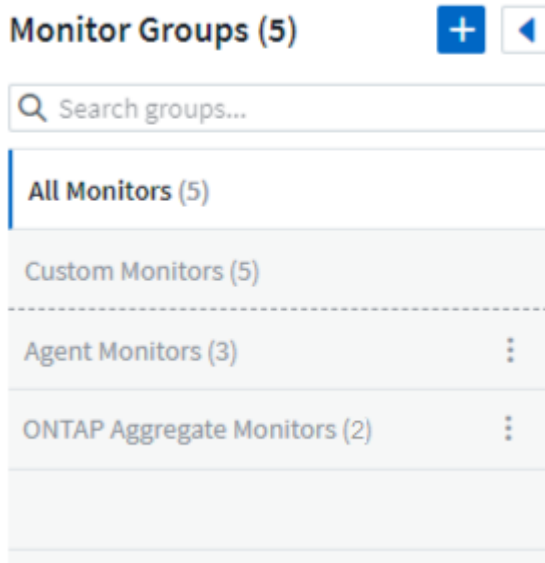 Monitor Groups (5)
Search groups...
All Monitors (5)
Custom Monitors (5)
Agent Monitors (3)
ONTAP Aggregate Monitors (2)